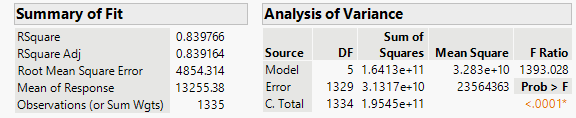 Summary of Fit
RSquare 0.839766
RSquare Adj 0.839164
Root Mean Square Error 4854.314
Mean of Response 13255.38
Observations (or Sum Wgts) 1335
Analysis of Variance
Sum of
Source DF Squares Mean Square F Ratio
Model 5 1.6413e+11 3.283e+10 1393.028
Error 1329 3.1317e+10 23564363 Prob > F
C. Total 1334 1.9545e+11 <.0001*